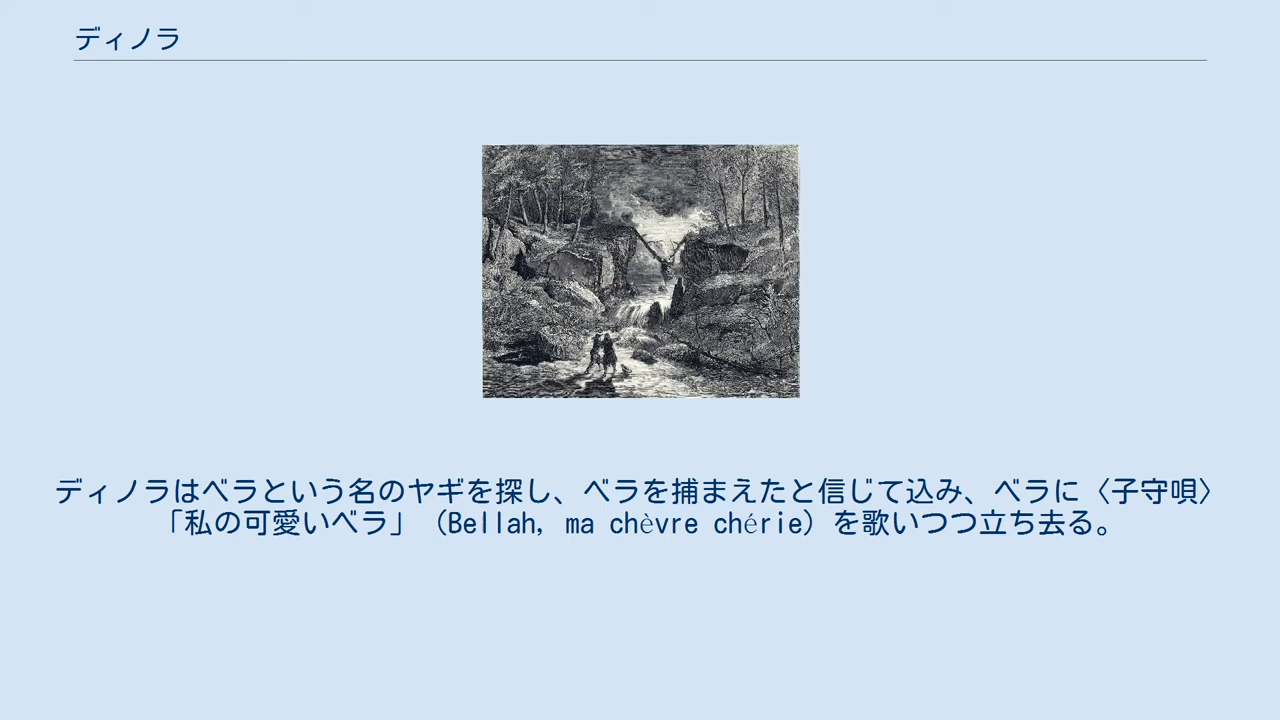 ディノラ
ディノラはベラという名のヤギを探し、ベラを捕まえたと信じて込み、ベラに〈子守唄〉
「私の可愛いベラ」（Bellah, ma chèvre chérie）を歌いつつ立ち去る。